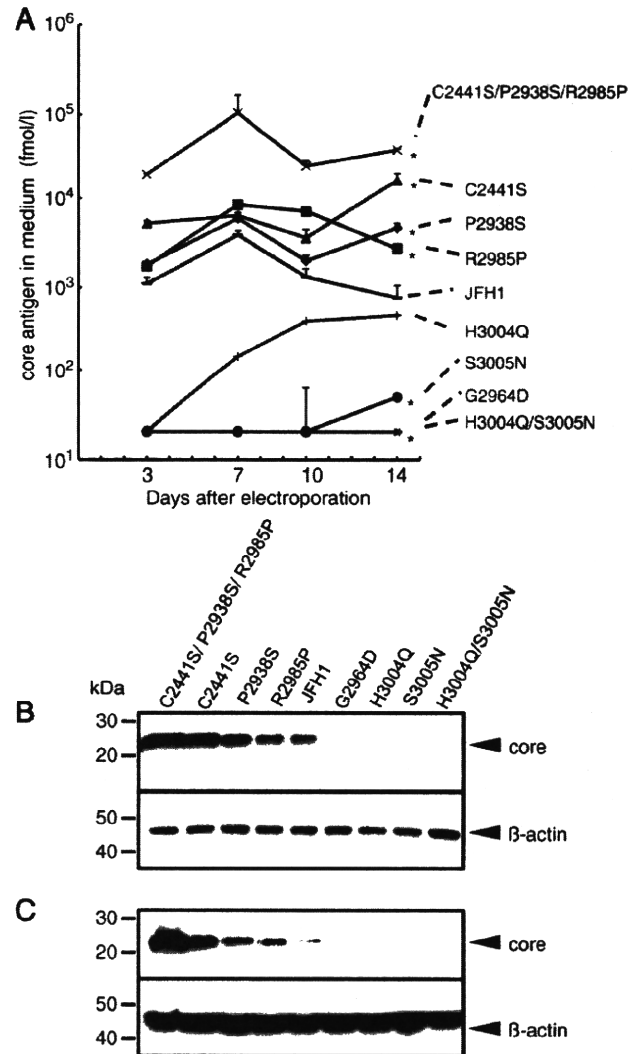 A
10⁶
10⁵
10⁴
10³
10²
10¹
core antigen in medium (fmol/l)
C2441S/P2938S/R2985P
*
C2441S
*
P2938S
*
R2985P
*
JFH1
H3004Q
S3005N
*
G2964D
H3004Q/S3005N
*
3 7 10 14
Days after electroporation
C2441S/ P2938S/ R2985P
C2441S
P2938S
R2985P
JFH1
G2964D
H3004Q
S3005N
H3004Q/S3005N
kDa
B
30
20
core
50
40
ß-actin
C
30
20
core
50
40
ß-actin